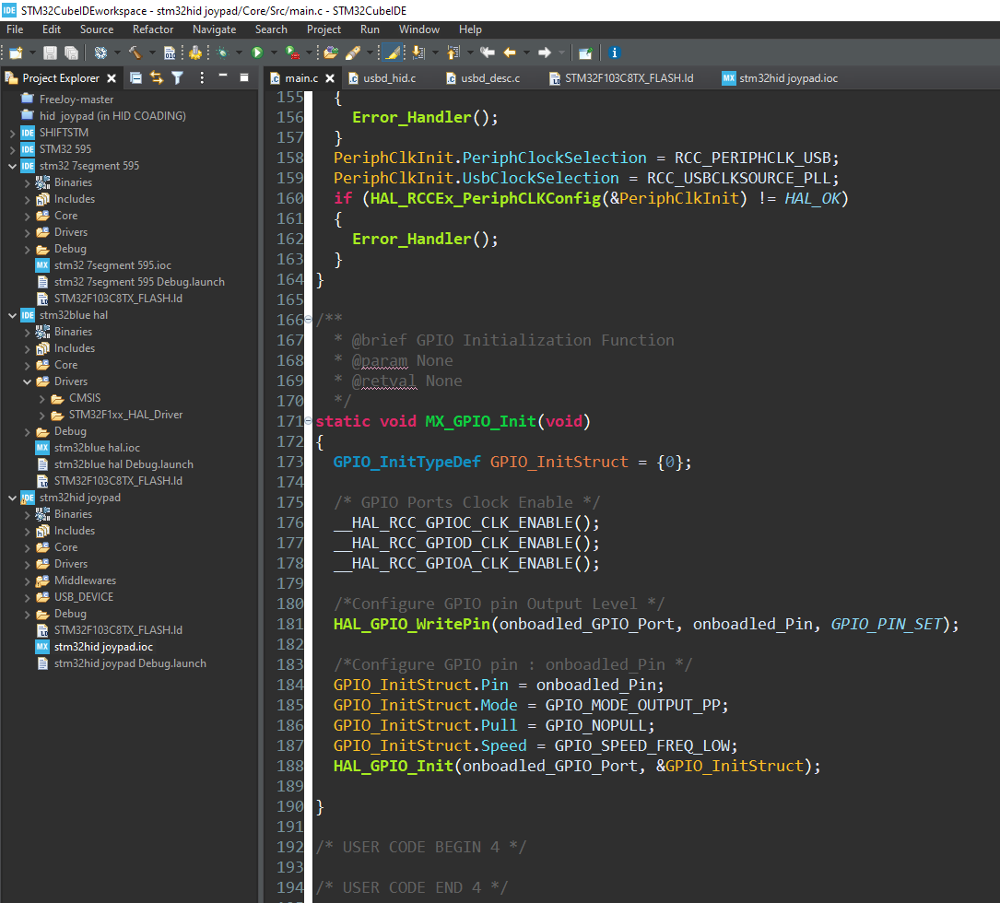 IDE STM32CubeIDEworkspace - stm32hid joypad/Core/Src/main.c - STM32CubeIDE
File Edit Source Refactor Navigate Search Project Run Window Help
Project Explorer
main.c usbd_hid.c usbd_desc.c STM32F103C8TX_FLASH.ld MX stm32hid joypad.ioc
FreeJoy-master
hid joypad (in HID COADING)
IDE SHIFTSTM
IDE STM32 595
IDE stm32 7segment 595
Binaries
Includes
Core
Drivers
Debug
MX stm32 7segment 595.ioc
stm32 7segment 595 Debug.launch
STM32F103C8TX_FLASH.ld
IDE stm32blue hal
Binaries
Includes
Core
Drivers
CMSIS
STM32F1xx_HAL_Driver
Debug
MX stm32blue hal.ioc
stm32blue hal Debug.launch
STM32F103C8TX_FLASH.ld
IDE stm32hid joypad
Binaries
Includes
Core
Drivers
Middlewares
USB_DEVICE
Debug
STM32F103C8TX_FLASH.ld
MX stm32hid joypad.ioc
stm32hid joypad Debug.launch
155 {
156 Error_Handler();
157 }
158 PeriphClkInit.PeriphClockSelection = RCC_PERIPHCLK_USB;
159 PeriphClkInit.UsbClockSelection = RCC_USBCLKSOURCE_PLL;
160 if (HAL_RCCEx_PeriphCLKConfig(&PeriphClkInit) != HAL_OK)
161 {
162 Error_Handler();
163 }
164 }
165
166 /**
167 * @brief GPIO Initialization Function
168 * @param None
169 * @retval None
170 */
171 static void MX_GPIO_Init(void)
172 {
173 GPIO_InitTypeDef GPIO_InitStruct = {0};
174
175 /* GPIO Ports Clock Enable */
176 __HAL_RCC_GPIOC_CLK_ENABLE();
177 __HAL_RCC_GPIOD_CLK_ENABLE();
178 __HAL_RCC_GPIOA_CLK_ENABLE();
179
180 /*Configure GPIO pin Output Level */
181 HAL_GPIO_WritePin(onboadled_GPIO_Port, onboadled_Pin, GPIO_PIN_SET);
182
183 /*Configure GPIO pin : onboadled_Pin */
184 GPIO_InitStruct.Pin = onboadled_Pin;
185 GPIO_InitStruct.Mode = GPIO_MODE_OUTPUT_PP;
186 GPIO_InitStruct.Pull = GPIO_NOPULL;
187 GPIO_InitStruct.Speed = GPIO_SPEED_FREQ_LOW;
188 HAL_GPIO_Init(onboadled_GPIO_Port, &GPIO_InitStruct);
189
190 }
191
192 /* USER CODE BEGIN 4 */
193
194 /* USER CODE END 4 */